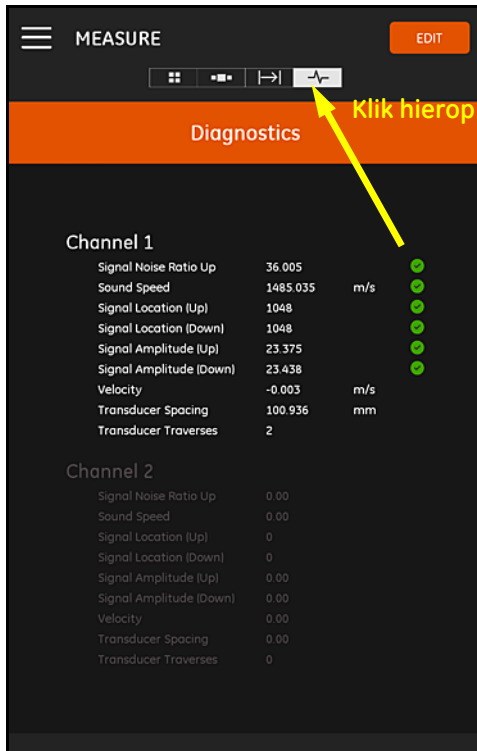 MEASURE
EDIT
Klik hierop
Diagnostics
Channel 1
Signal Noise Ratio Up 36.005
Sound Speed 1485.035 m/s
Signal Location (Up) 1048
Signal Location (Down) 1048
Signal Amplitude (Up) 23.375
Signal Amplitude (Down) 23.438
Velocity -0.003 m/s
Transducer Spacing 100.936 mm
Transducer Traverses 2
Channel 2
Signal Noise Ratio Up 0.00
Sound Speed 0.00
Signal Location (Up) 0
Signal Location (Down) 0
Signal Amplitude (Up) 0.00
Signal Amplitude (Down) 0.00
Velocity 0.00
Transducer Spacing 0.00
Transducer Traverses 0